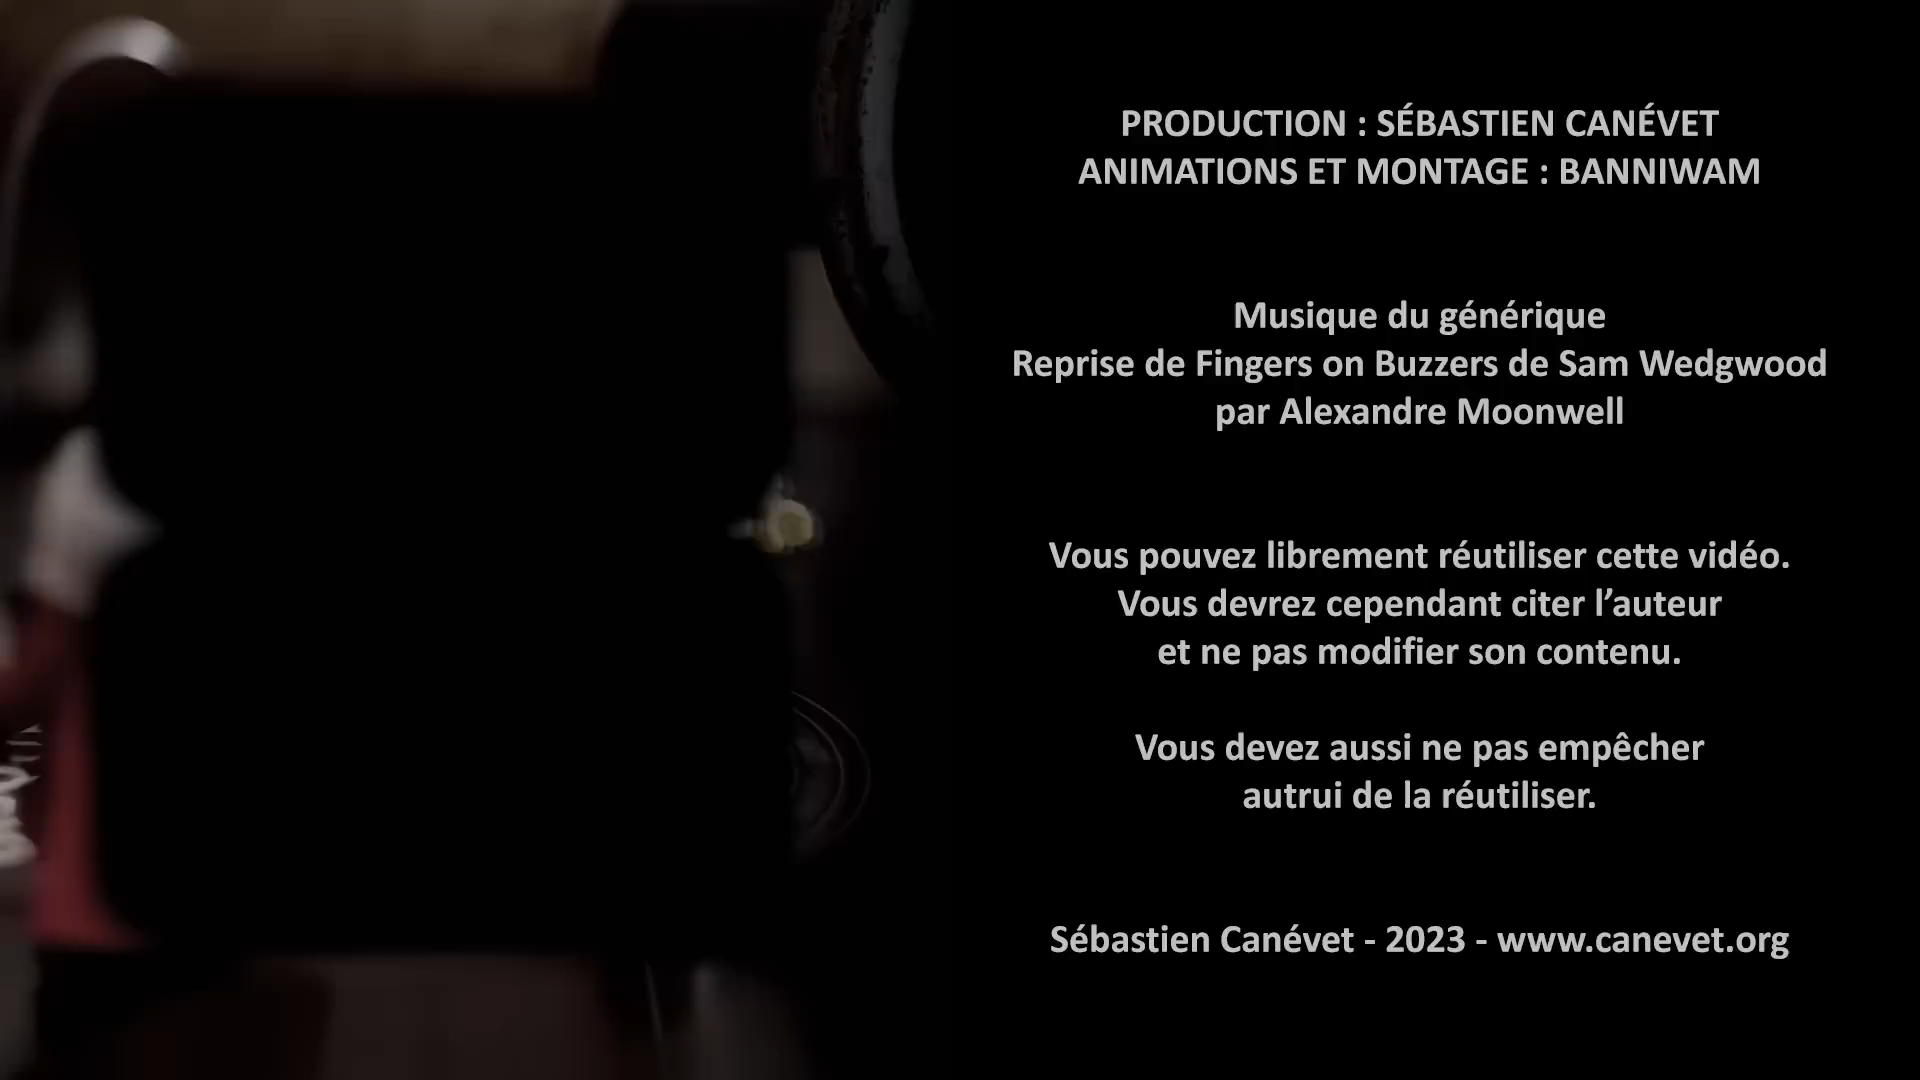 PRODUCTION : SÉBASTIEN CANÉVET
ANIMATIONS ET MONTAGE : BANNIWAM
Musique du générique
Reprise de Fingers on Buzzers de Sam Wedgwood
par Alexandre Moonwell
Vous pouvez librement réutiliser cette vidéo.
Vous devrez cependant citer l’auteur
et ne pas modifier son contenu.
Vous devez aussi ne pas empêcher
autrui de la réutiliser.
Sébastien Canévet - 2023 - www.canevet.org